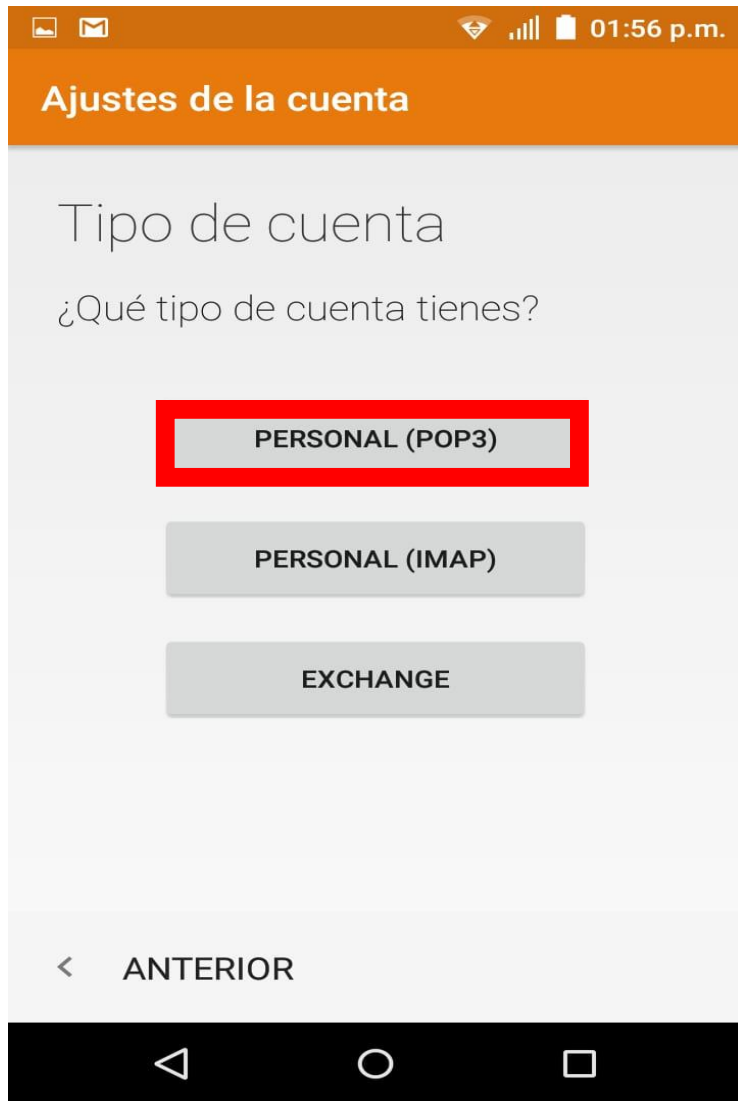 01:56 p.m.
Ajustes de la cuenta
Tipo de cuenta
¿Qué tipo de cuenta tienes?
PERSONAL (POP3)
PERSONAL (IMAP)
EXCHANGE
< ANTERIOR